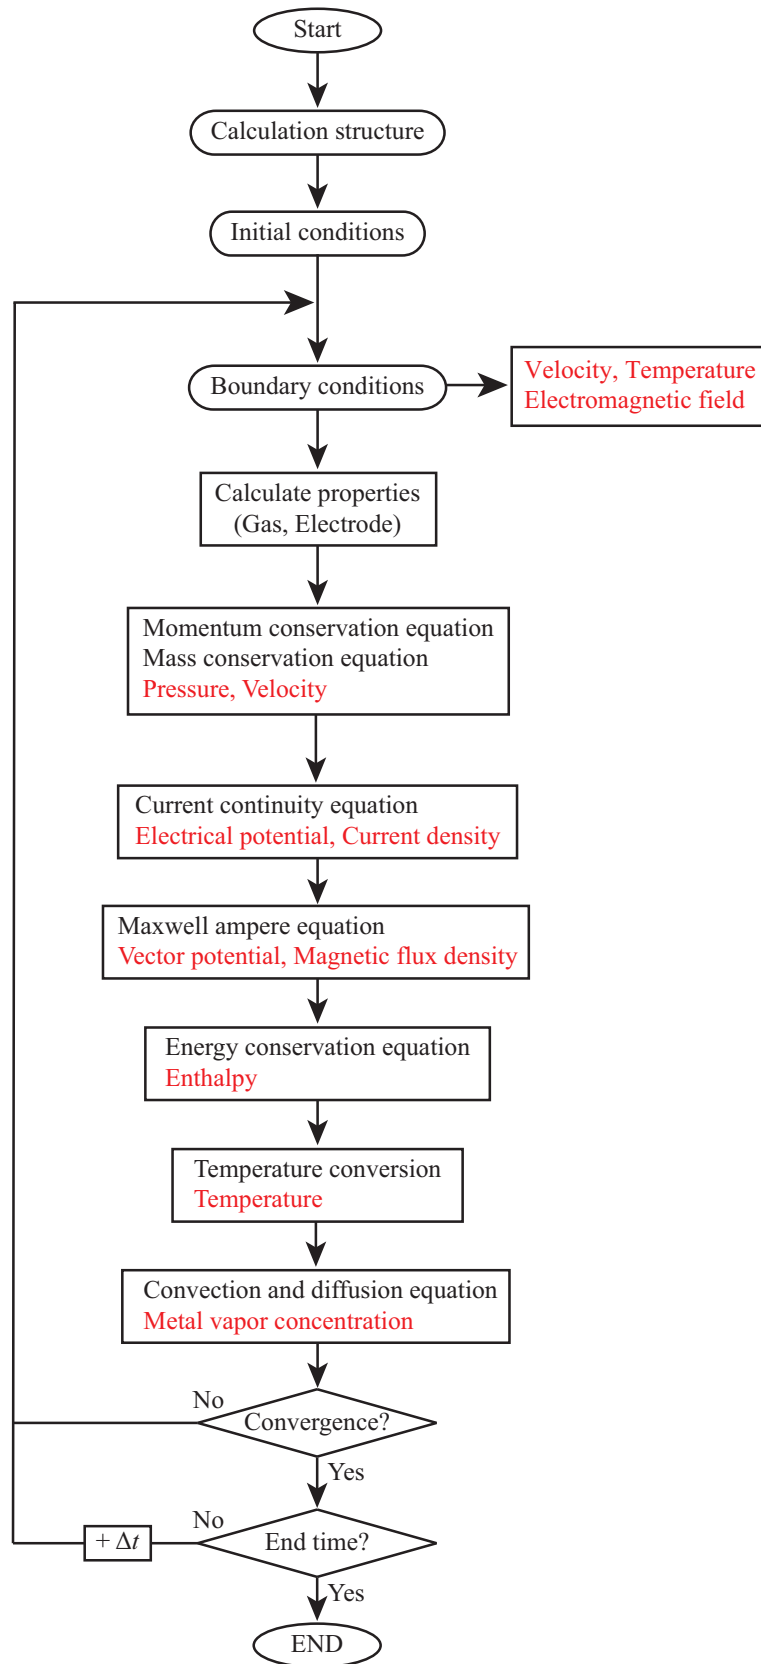 Start
Calculation structure
Initial conditions
Boundary conditions
Velocity, Temperature
Electromagnetic field
Calculate properties
(Gas, Electrode)
Momentum conservation equation
Mass conservation equation
Pressure, Velocity
Current continuity equation
Electrical potential, Current density
Maxwell ampere equation
Vector potential, Magnetic flux density
Energy conservation equation
Enthalpy
Temperature conversion
Temperature
Convection and diffusion equation
Metal vapor concentration
No
Convergence?
Yes
+ Δt
No
End time?
Yes
END